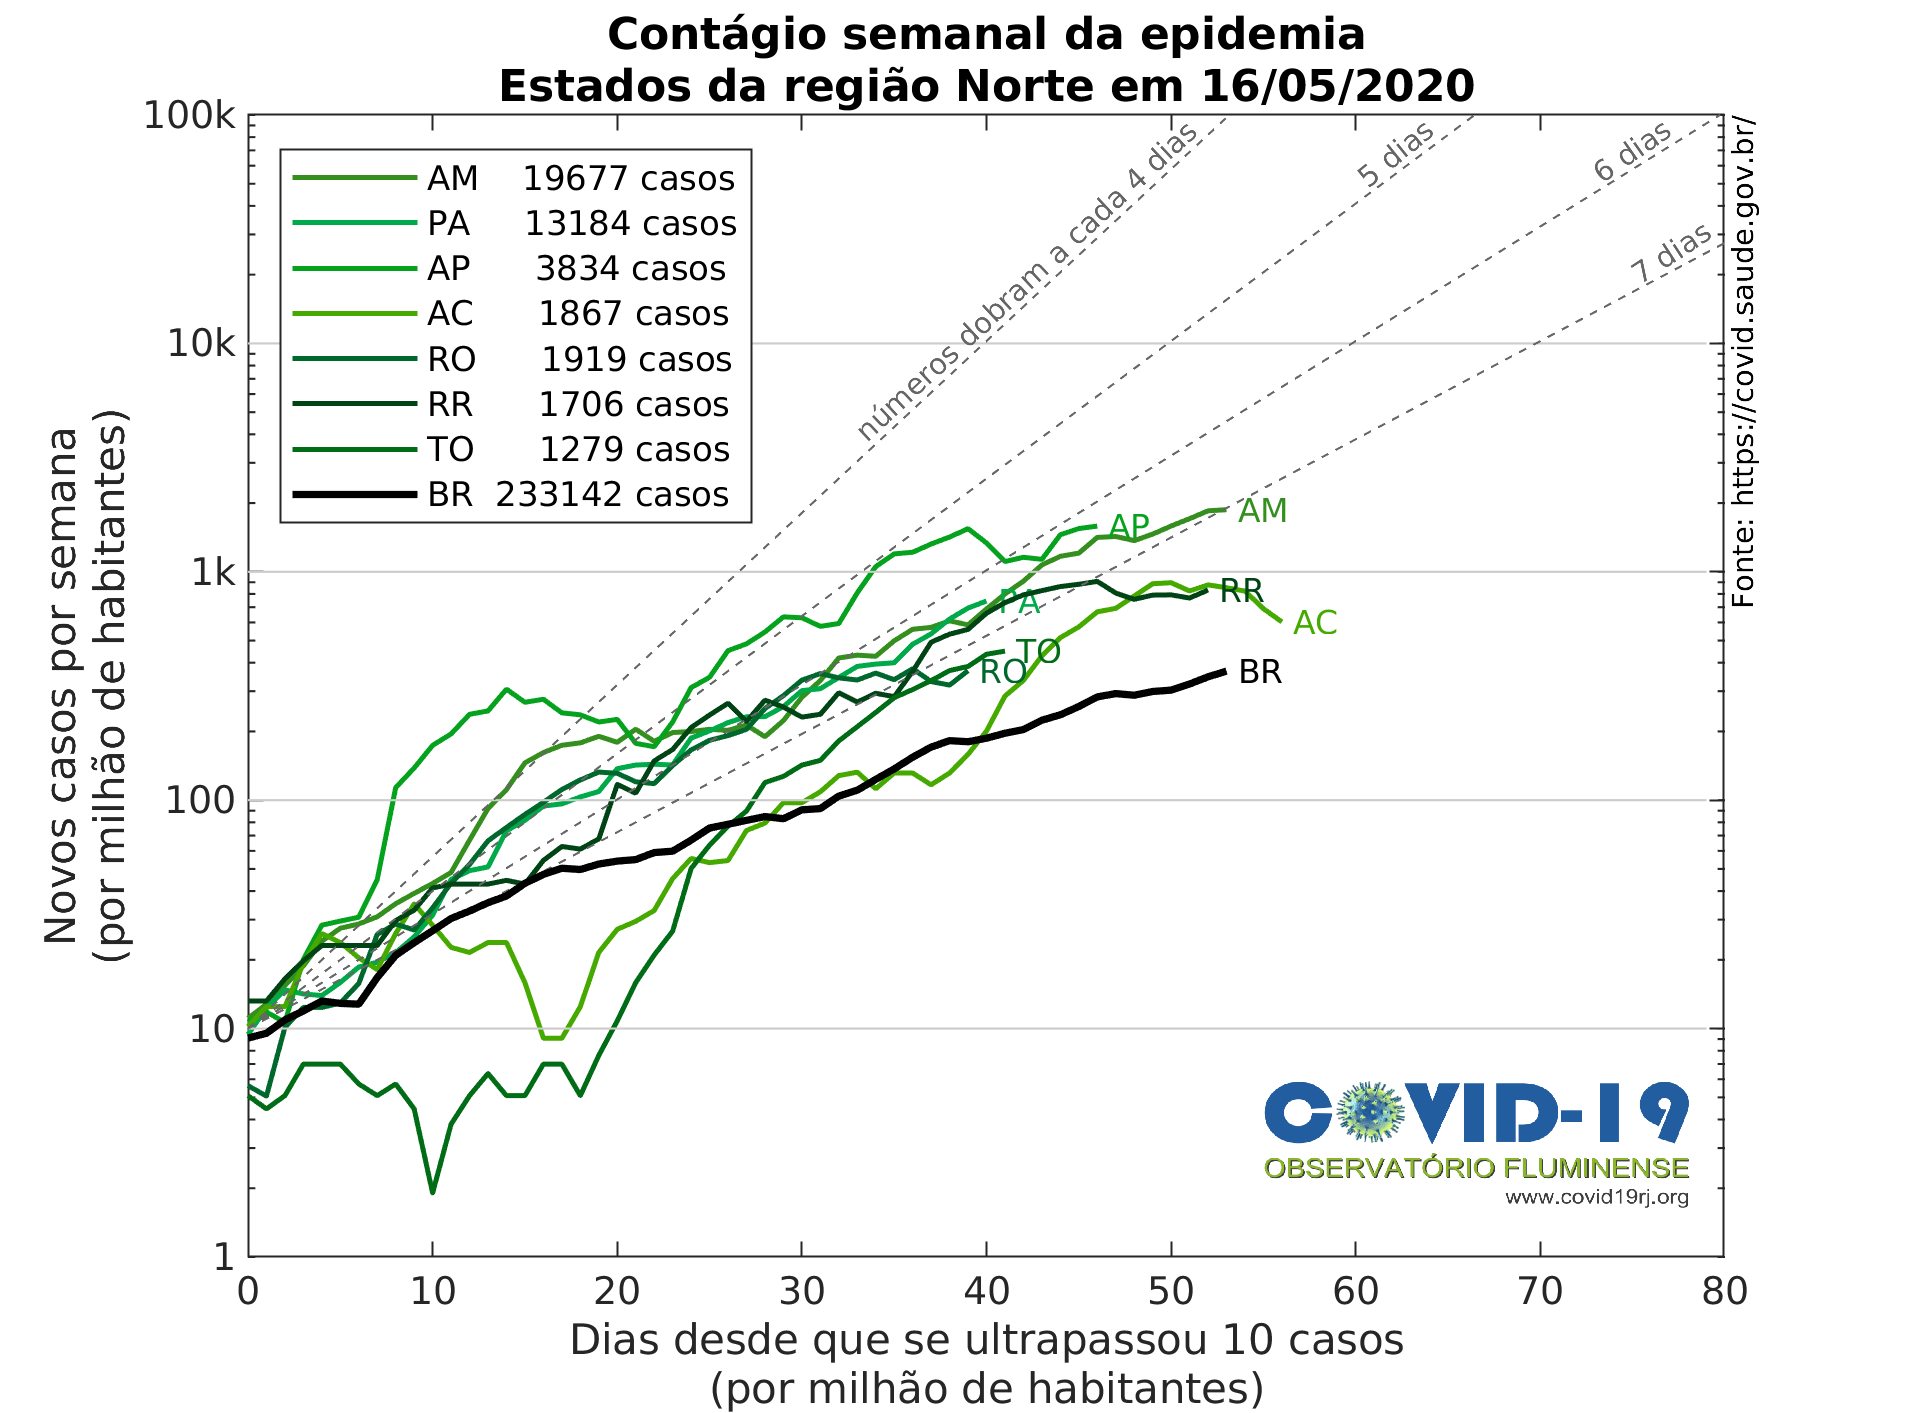 Contágio semanal da epidemia
Estados da região Norte em 16/05/2020
100k
10k
1k
100
10
1
Novos casos por semana
(por milhão de habitantes)
AM 19677 casos
PA 13184 casos
AP 3834 casos
AC 1867 casos
RO 1919 casos
RR 1706 casos
TO 1279 casos
BR 233142 casos
números dobram a cada 4 dias
5 dias
6 dias
7 dias
AM
AP
RR
PA
AC
TO
RO
BR
Fonte: https://covid.saude.gov.br/
COVID-19
OBSERVATÓRIO FLUMINENSE
www.covid19rj.org
0 10 20 30 40 50 60 70 80
Dias desde que se ultrapassou 10 casos
(por milhão de habitantes)